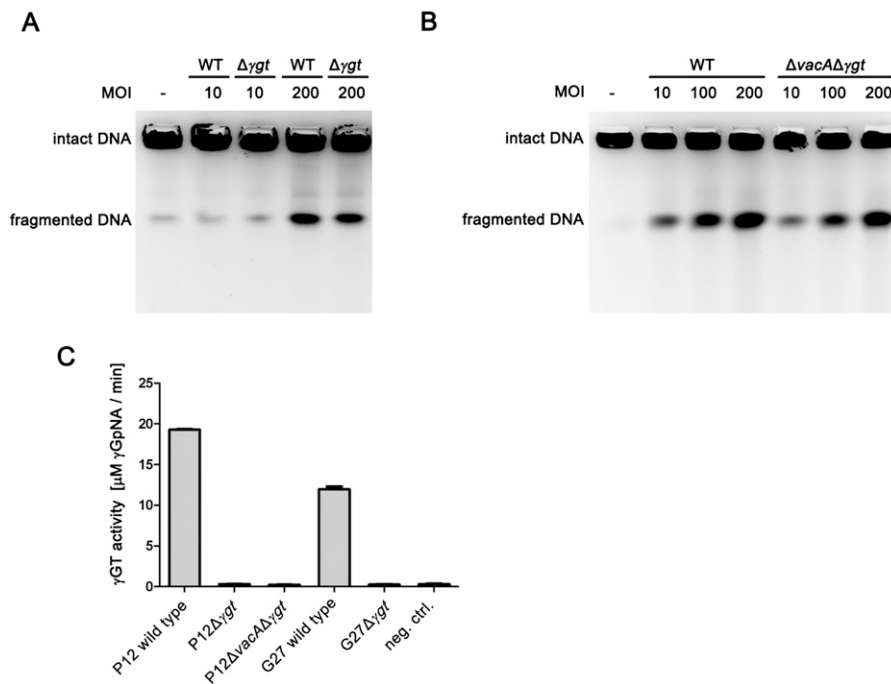 A
WT Δγgt WT Δγgt
MOI - 10 10 200 200
intact DNA
fragmented DNA
B
WT ΔvacAΔγgt
MOI - 10 100 200 10 100 200
intact DNA
fragmented DNA
C
γGT activity [μM γGpNA / min]
25
20
15
10
5
0
P12 wild type
P12Δγgt
P12ΔvacAΔγgt
G27 wild type
G27Δγgt
neg. ctrl.